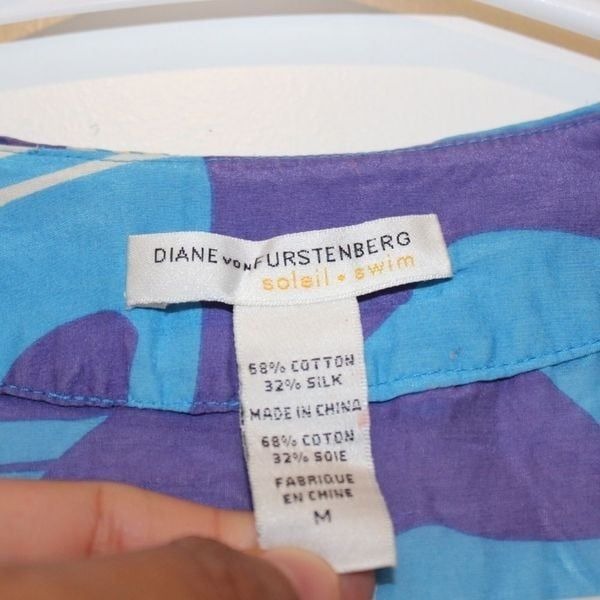 DIANE VON FURSTENBERG
soleil • swim
68% COTTON
32% SILK
MADE IN CHINA
68% COTON
32% SOIE
FABRIQUE
EN CHINE
M